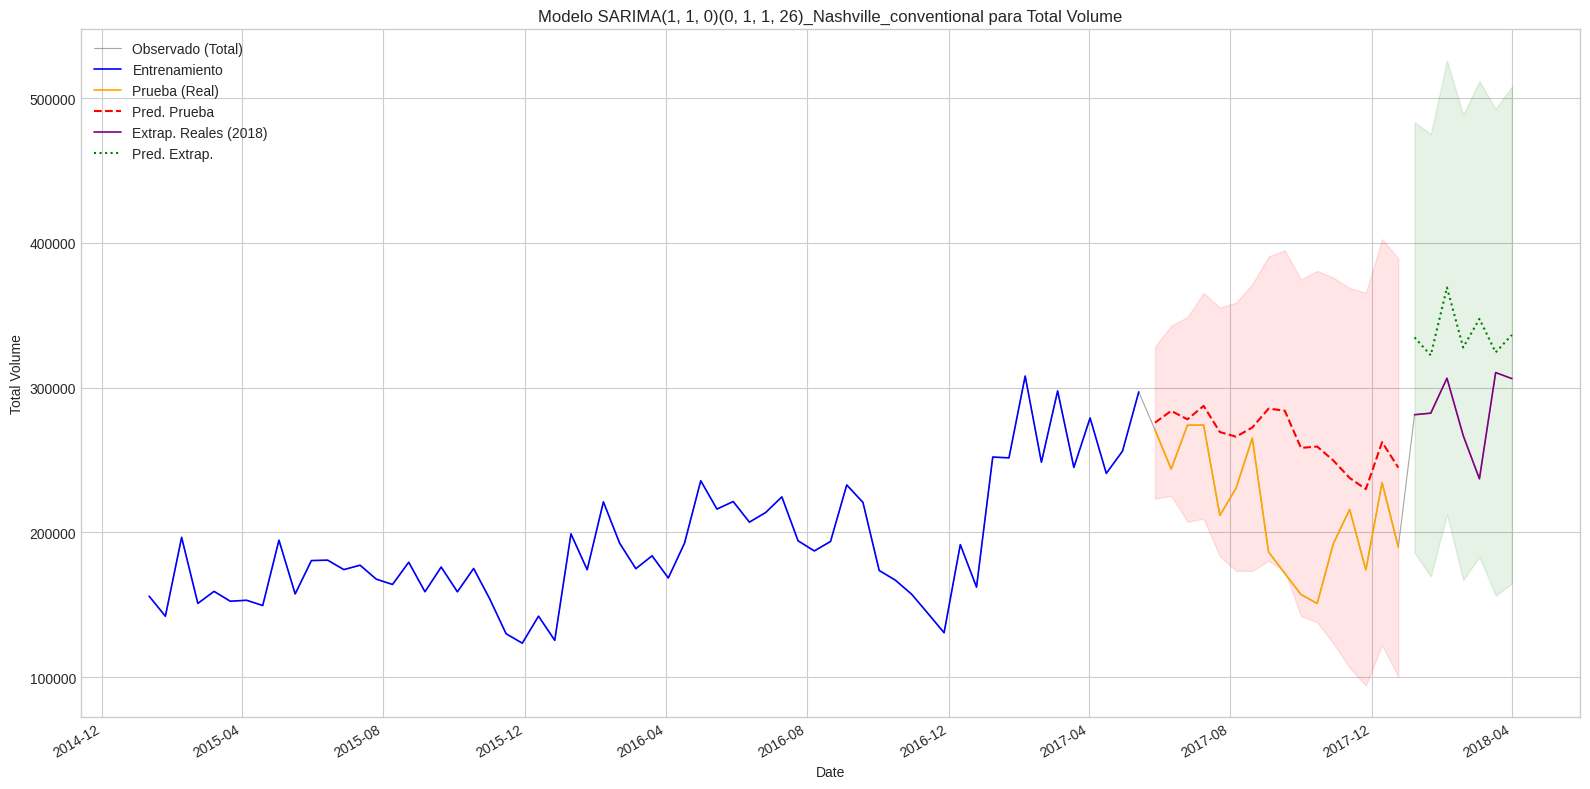 Modelo SARIMA(1, 1, 0)(0, 1, 1, 26)_Nashville_conventional para Total Volume
Observado (Total)
Entrenamiento
Prueba (Real)
Pred. Prueba
Extrap. Reales (2018)
Pred. Extrap.
Total Volume
500000
400000
300000
200000
100000
2014-12
2015-04
2015-08
2015-12
2016-04
2016-08
2016-12
2017-04
2017-08
2017-12
2018-04
Date